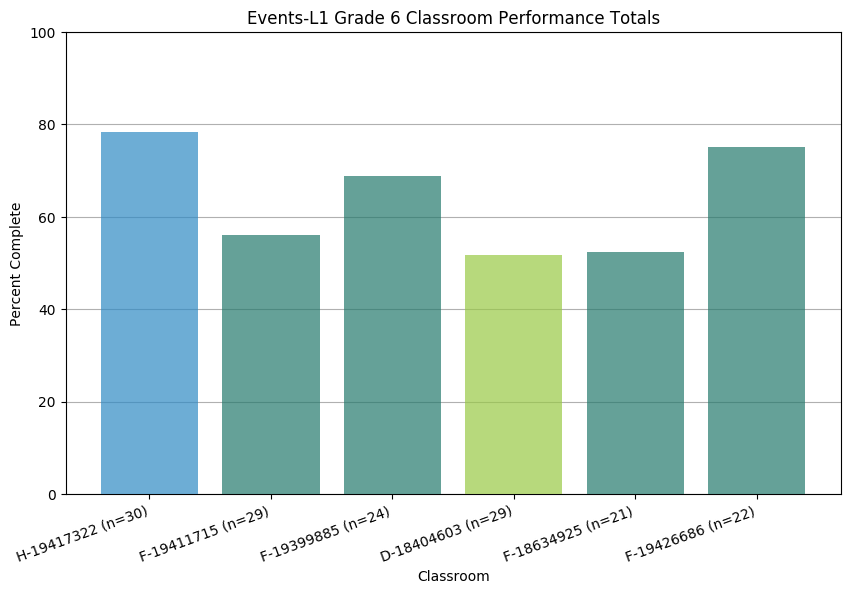 Events-L1 Grade 6 Classroom Performance Totals
100
80
60
40
20
0
Percent Complete
H-19417322 (n=30)
F-19411715 (n=29)
F-19399885 (n=24)
D-18404603 (n=29)
F-18634925 (n=21)
F-19426686 (n=22)
Classroom